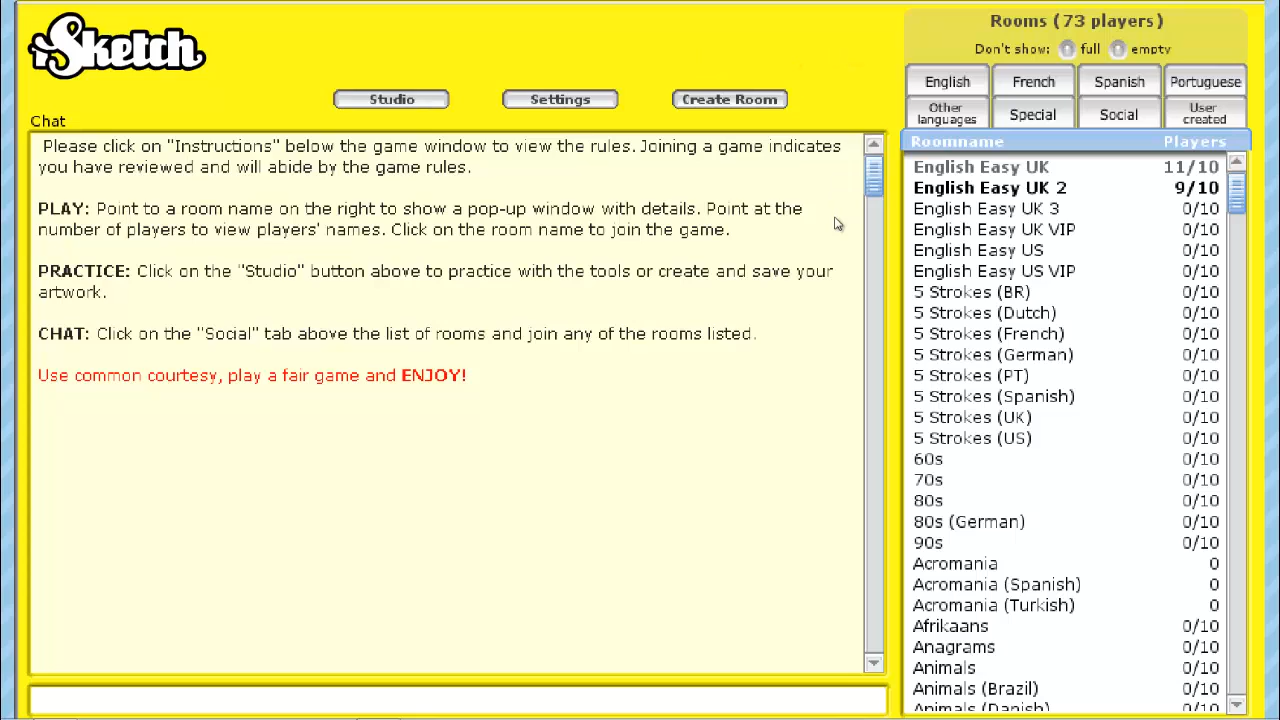 iSketch
Rooms (73 players)
Don't show: full empty
Studio Settings Create Room
English French Spanish Portuguese
Other languages Special Social User created
Chat
Please click on "Instructions" below the game window to view the rules. Joining a game indicates
you have reviewed and will abide by the game rules.
PLAY: Point to a room name on the right to show a pop-up window with details. Point at the
number of players to view players' names. Click on the room name to join the game.
PRACTICE: Click on the "Studio" button above to practice with the tools or create and save your
artwork.
CHAT: Click on the "Social" tab above the list of rooms and join any of the rooms listed.
Use common courtesy, play a fair game and ENJOY!
Roomname Players
English Easy UK 11/10
English Easy UK 2 9/10
English Easy UK 3 0/10
English Easy UK VIP 0/10
English Easy US 0/10
English Easy US VIP 0/10
5 Strokes (BR) 0/10
5 Strokes (Dutch) 0/10
5 Strokes (French) 0/10
5 Strokes (German) 0/10
5 Strokes (PT) 0/10
5 Strokes (Spanish) 0/10
5 Strokes (UK) 0/10
5 Strokes (US) 0/10
60s 0/10
70s 0/10
80s 0/10
80s (German) 0/10
90s 0/10
Acromania 0
Acromania (Spanish) 0
Acromania (Turkish) 0
Afrikaans 0/10
Anagrams 0/10
Animals 0/10
Animals (Brazil) 0/10
Animals (Danish) 0/10